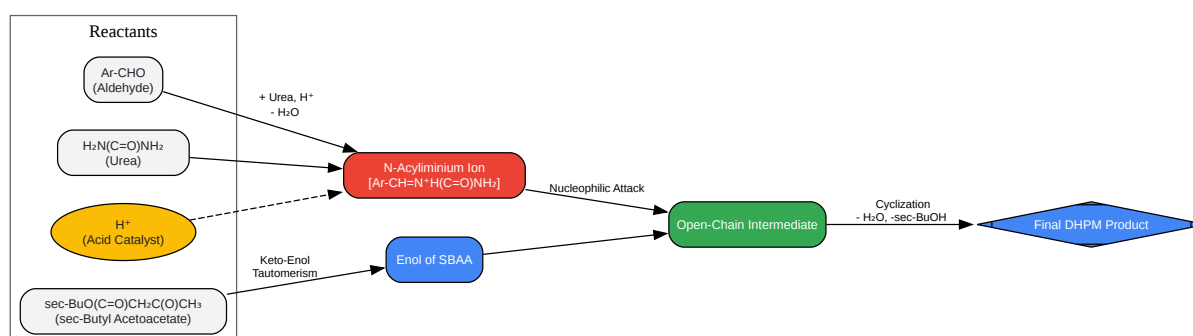 Reactants
Ar-CHO
(Aldehyde)
+ Urea, H⁺
- H₂O
H₂N(C=O)NH₂
(Urea)
N-Acyliminium Ion
[Ar-CH=N⁺H(C=O)NH₂]
Nucleophilic Attack
H⁺
(Acid Catalyst)
Open-Chain Intermediate
Cyclization
- H₂O, -sec-BuOH
Final DHPM Product
Keto-Enol
Tautomerism
Enol of SBAA
sec-BuO(C=O)CH₂C(O)CH₃
(sec-Butyl Acetoacetate)